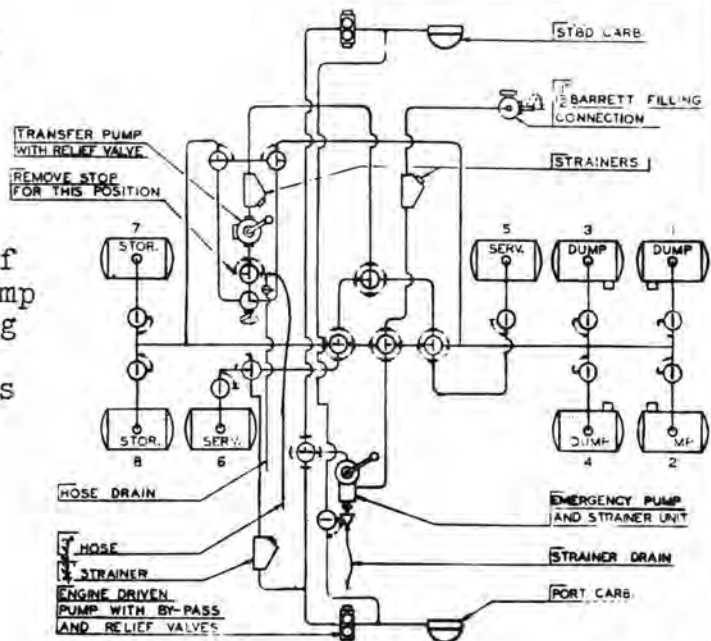 STBD CARB.
1½ BARRETT FILLING
CONNECTION
TRANSFER PUMP
WITH RELIEF VALVE
STRAINERS
REMOVE STOP
FOR THIS POSITION
7
STOR.
5
SERV.
3
DUMP
1
DUMP
f
mp
g
s
STOR.
8
SERV.
6
DUMP
4
MP
2
HOSE DRAIN
EMERGENCY PUMP
AND STRAINER UNIT
HOSE
STRAINER
STRAINER DRAIN
ENGINE DRIVEN
PUMP WITH BY-PASS
AND RELIEF VALVES
PORT CARB.